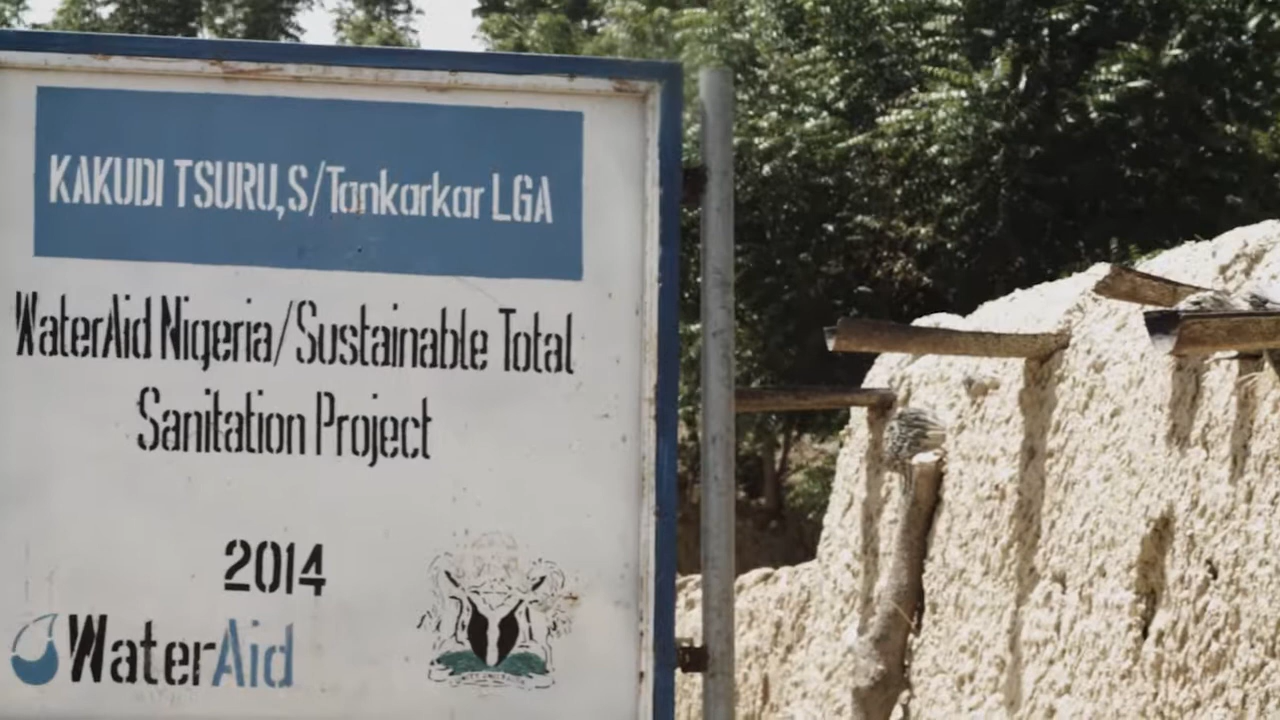 KAKUDI TSURU,S/Tankarkar LGA
WaterAid Nigeria/Sustainable Total
Sanitation Project
2014
WaterAid